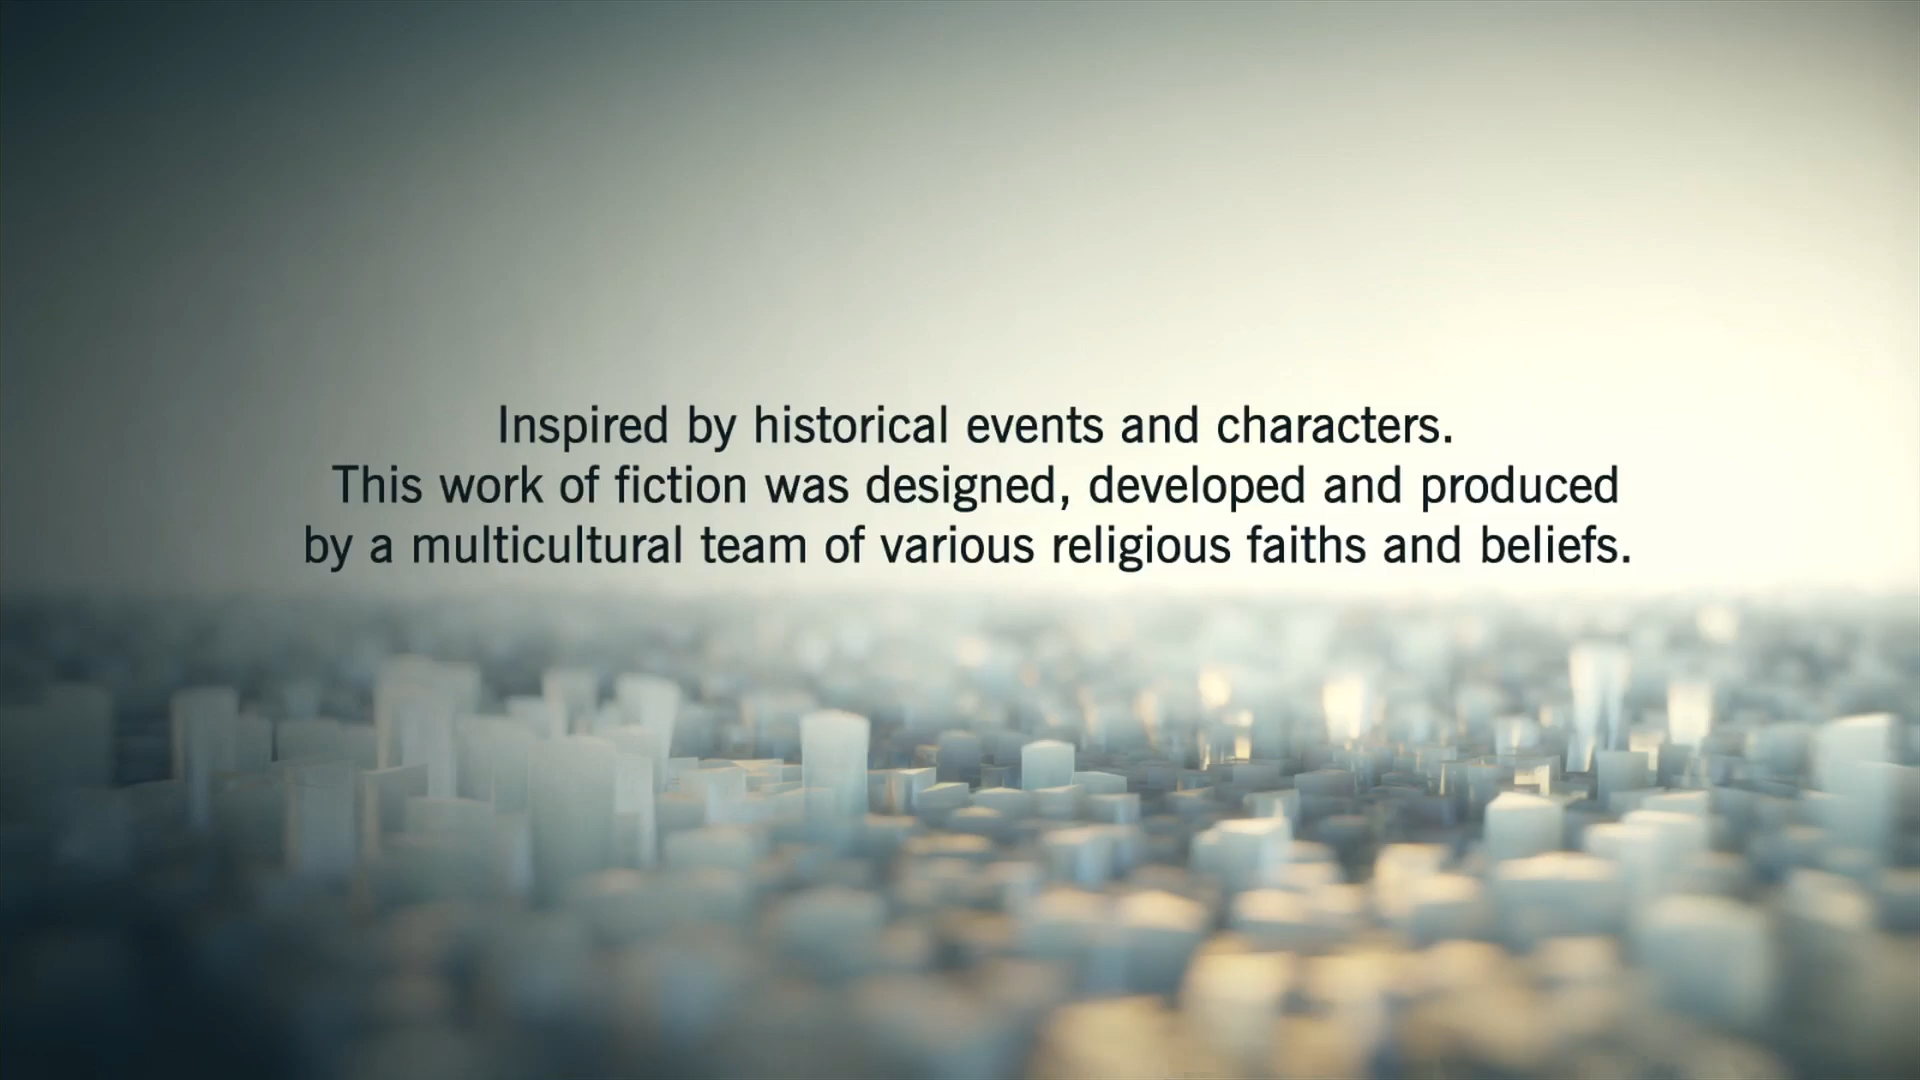 Inspired by historical events and characters.
This work of fiction was designed, developed and produced
by a multicultural team of various religious faiths and beliefs.